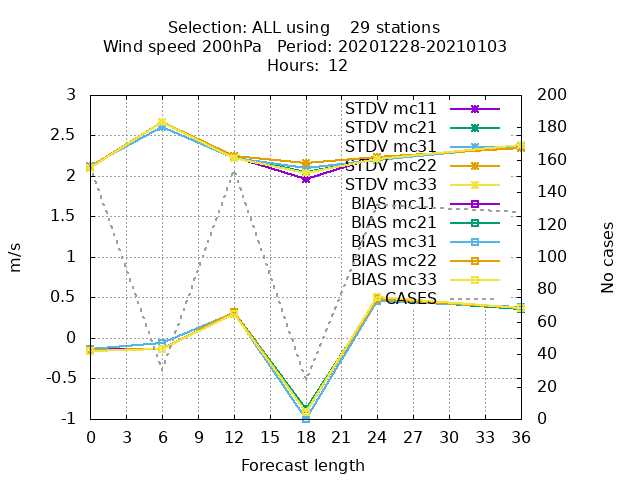 Selection: ALL using 29 stations
Wind speed 200hPa Period: 20201228-20210103
Hours: 12
3
2.5
2
1.5
1
0.5
0
-0.5
-1
m/s
STDV mc11
STDV mc21
STDV mc31
STDV mc22
STDV mc33
BIAS mc11
BIAS mc21
BIAS mc31
BIAS mc22
BIAS mc33
CASES
200
180
160
140
120
100
80
60
40
20
0
No cases
0 3 6 9 12 15 18 21 24 27 30 33 36
Forecast length